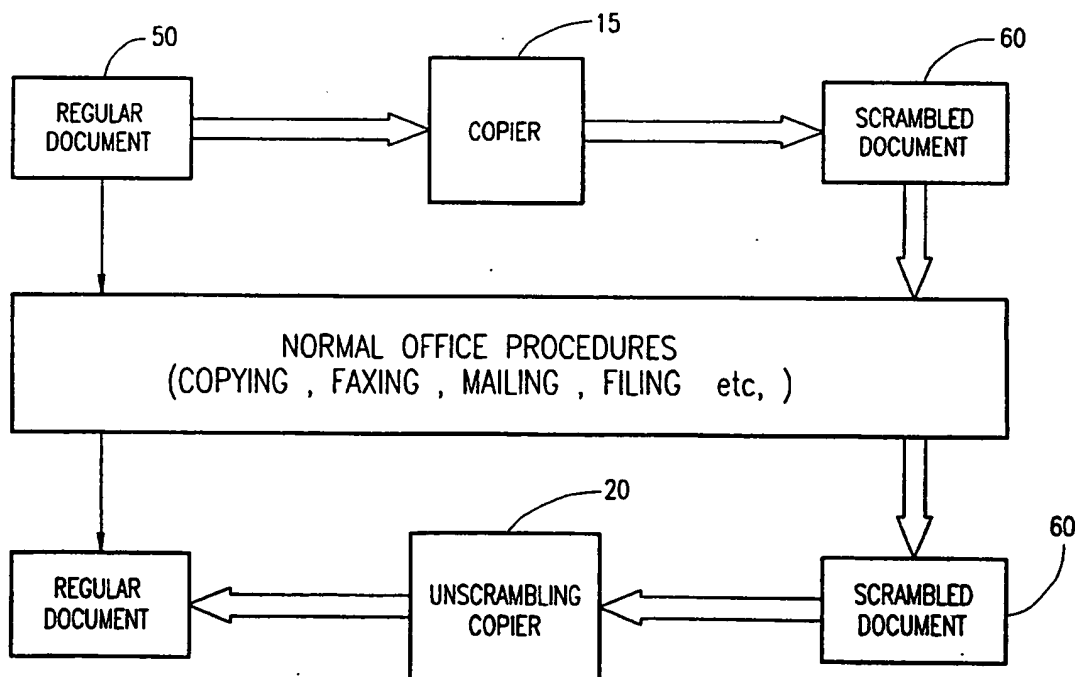 50
15
60
REGULAR
DOCUMENT
COPIER
SCRAMBLED
DOCUMENT
NORMAL OFFICE PROCEDURES
(COPYING , FAXING , MAILING , FILING etc, )
20
60
REGULAR
DOCUMENT
UNSCRAMBLING
COPIER
SCRAMBLED
DOCUMENT